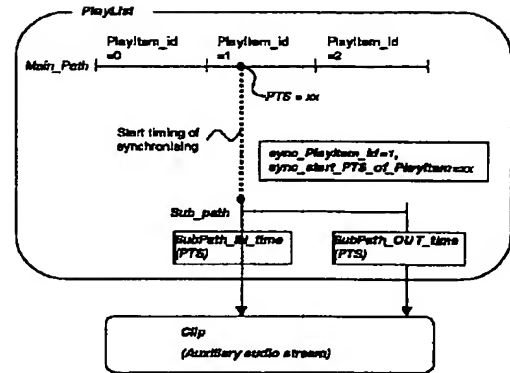 PlayList
PlayItem_id
=0
PlayItem_id
=1
PlayItem_id
=2
Main_Path
PTS = xx
Start timing of
synchronising
sync_PlayItem_id=1,
sync_start_PTS_of_PlayItem=xx
Sub_path
SubPath_IN_time
(PTS)
SubPath_OUT_time
(PTS)
Clip
(Auxiliary audio stream)